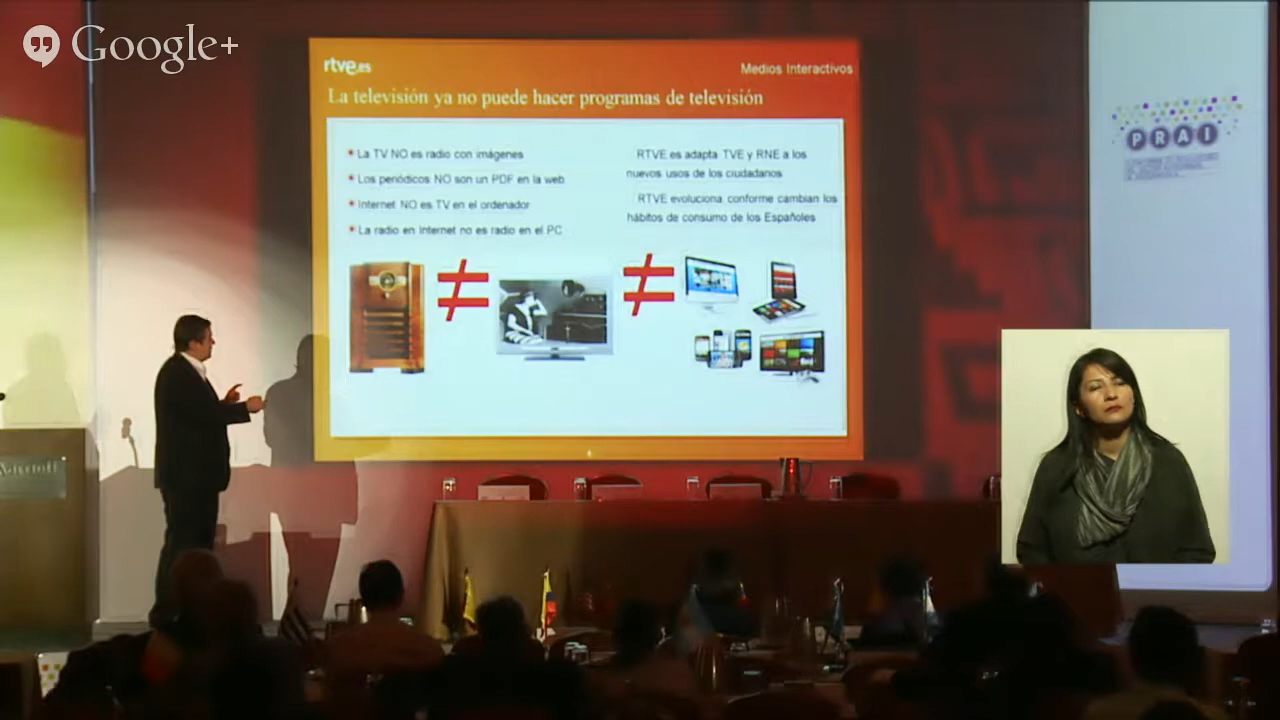 Google+
rtve.es
Medios Interactivos
La televisión ya no puede hacer programas de televisión
La TV NO es radio con imágenes
Los periódicos NO son un PDF en la web
Internet NO es TV en el ordenador
La radio en Internet no es radio en el PC
RTVE es adapta TVE y RNE a los
nuevos usos de los ciudadanos
RTVE evoluciona conforme cambian los
hábitos de consumo de los Españoles
≠
≠
PRAI
Marriott